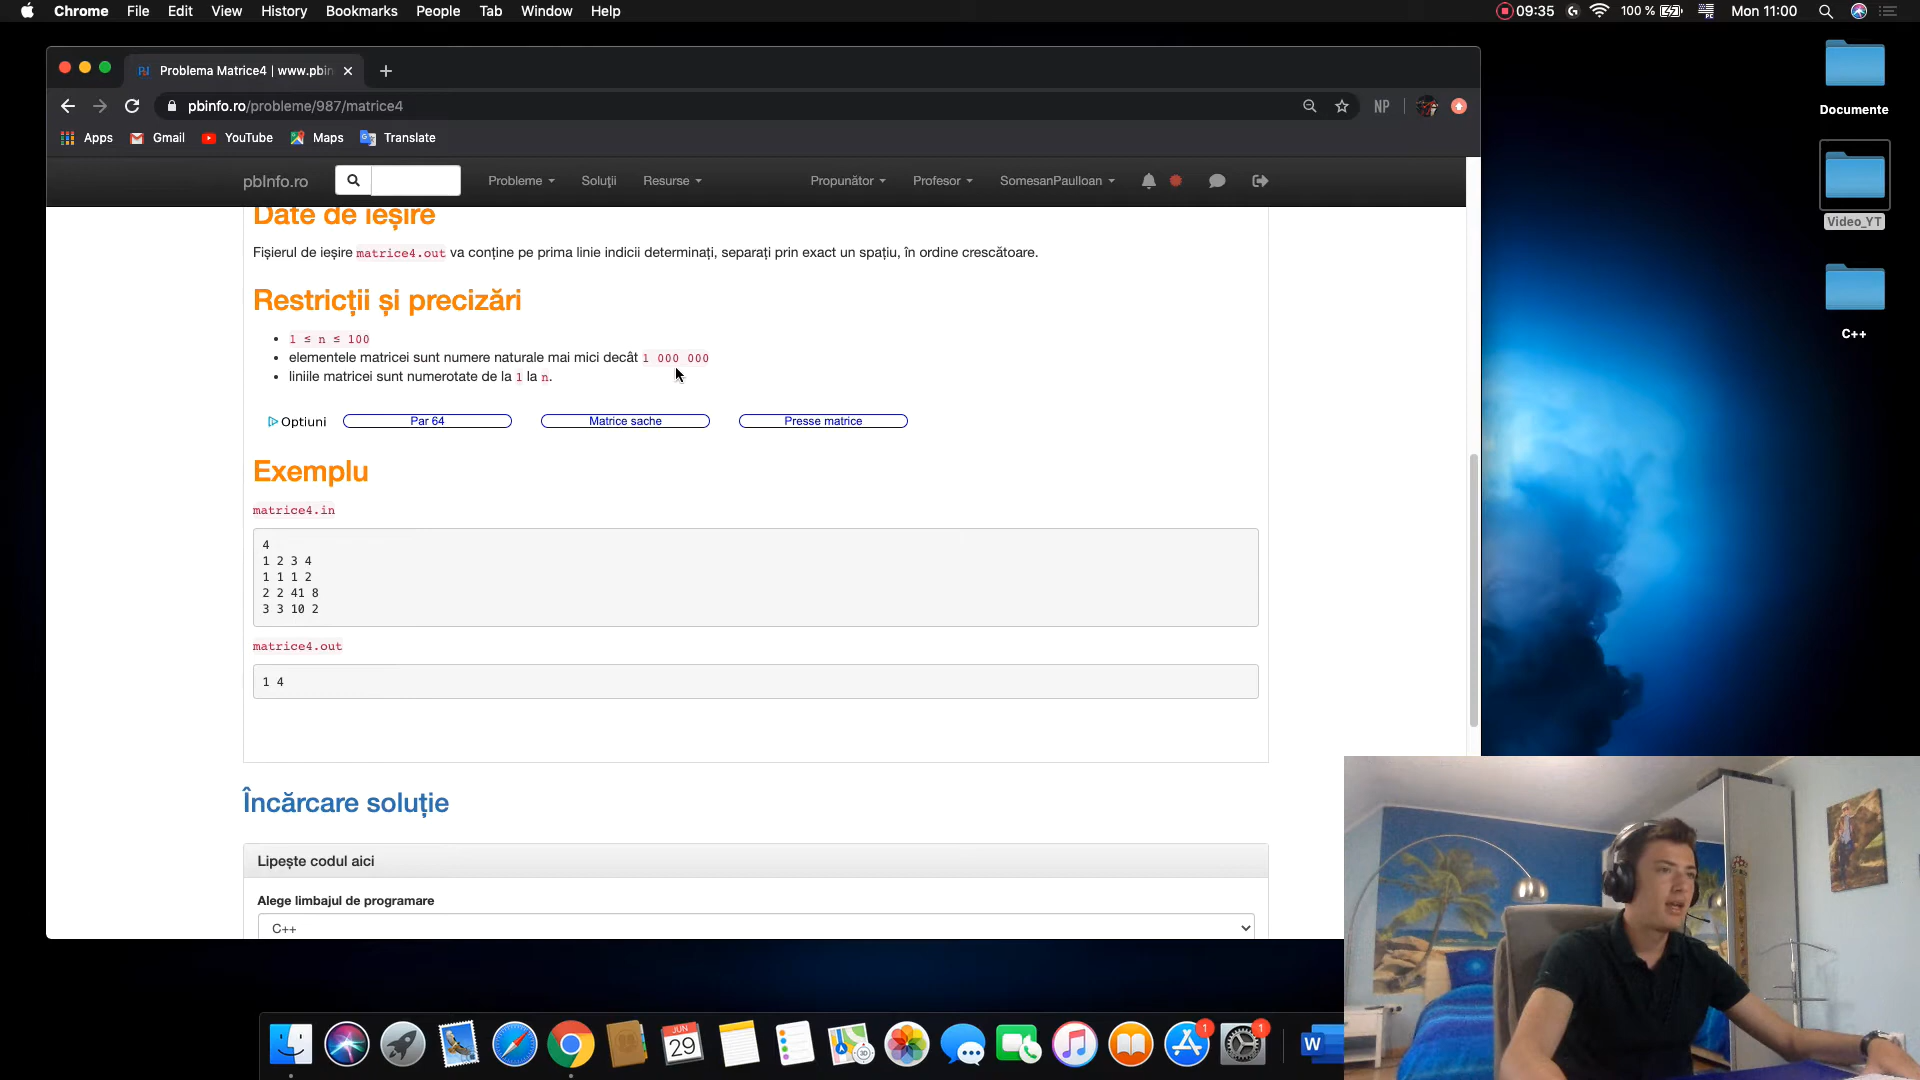 Chrome File Edit View History Bookmarks People Tab Window Help
09:35 100 % Mon 11:00
Problema Matrice4 | www.pbin
pbinfo.ro/probleme/987/matrice4
NP
Apps Gmail YouTube Maps Translate
pbInfo.ro Probleme Soluții Resurse Propunător Profesor SomesanPaulIoan
Date de ieșire
Fișierul de ieșire matrice4.out va conține pe prima linie indicii determinați, separați prin exact un spațiu, în ordine crescătoare.
Restricții și precizări
1 ≤ n ≤ 100
elementele matricei sunt numere naturale mai mici decât 1 000 000
liniile matricei sunt numerotate de la 1 la n.
Optiuni Par 64 Matrice sache Presse matrice
Exemplu
matrice4.in
4
1 2 3 4
1 1 1 2
2 2 41 8
3 3 10 2
matrice4.out
1 4
Încărcare soluție
Lipește codul aici
Alege limbajul de programare
C++
Documente
Video_YT
C++
JUN
29
3D
1
1
W